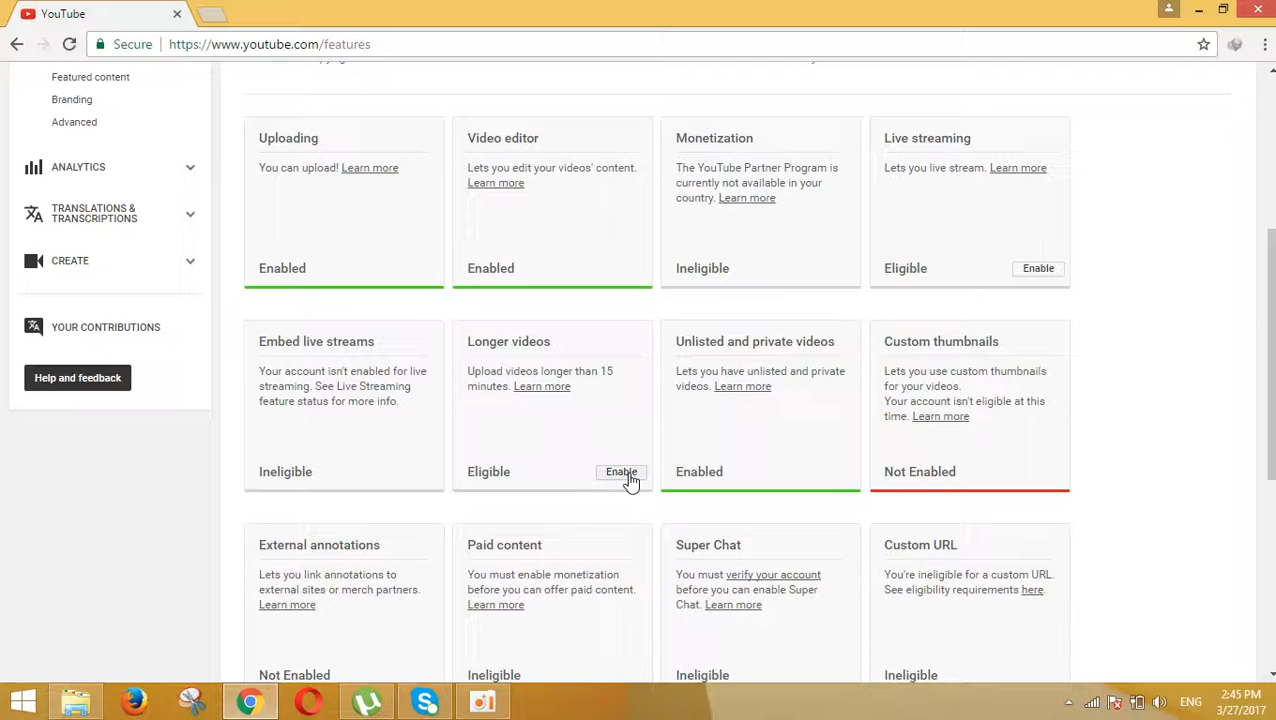 YouTube
Secure https://www.youtube.com/features
Featured content
Branding
Advanced
ANALYTICS
TRANSLATIONS &
TRANSCRIPTIONS
CREATE
YOUR CONTRIBUTIONS
Help and feedback
Uploading
You can upload! Learn more
Enabled
Video editor
Lets you edit your videos' content.
Learn more
Enabled
Monetization
The YouTube Partner Program is
currently not available in your
country. Learn more
Ineligible
Live streaming
Lets you live stream. Learn more
Eligible
Enable
Embed live streams
Your account isn't enabled for live
streaming. See Live Streaming
feature status for more info.
Ineligible
Longer videos
Upload videos longer than 15
minutes. Learn more
Eligible
Enable
Unlisted and private videos
Lets you have unlisted and private
videos. Learn more
Enabled
Custom thumbnails
Lets you use custom thumbnails
for your videos.
Your account isn't eligible at this
time. Learn more
Not Enabled
External annotations
Lets you link annotations to
external sites or merch partners.
Learn more
Not Enabled
Paid content
You must enable monetization
before you can offer paid content.
Learn more
Ineligible
Super Chat
You must verify your account
before you can enable Super
Chat. Learn more
Ineligible
Custom URL
You're ineligible for a custom URL.
See eligibility requirements here.
Ineligible
ENG
2:45 PM
3/27/2017